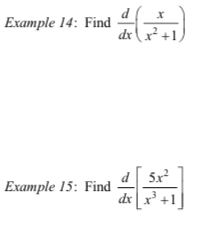 Example 14: Find d/dx ( x / (x² + 1) )
Example 15: Find d/dx [ 5x² / (x³ + 1) ]